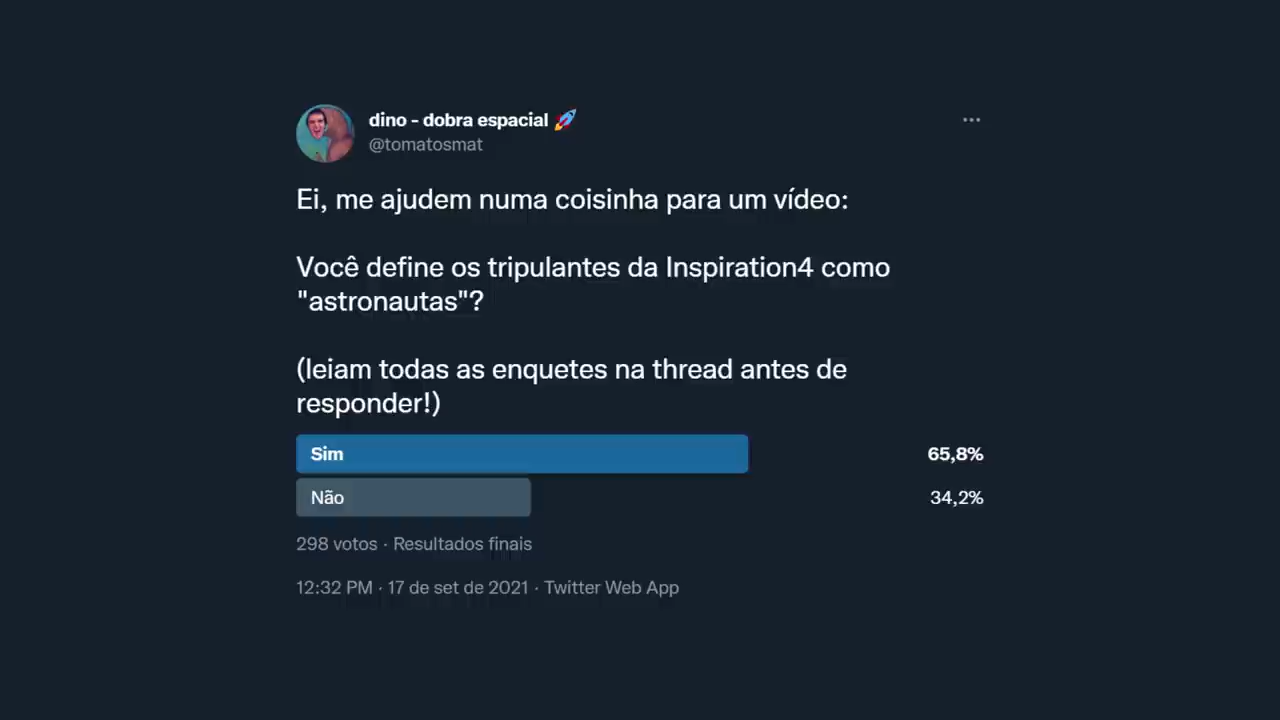 dino - dobra espacial 🚀
@tomatosmat
Ei, me ajudem numa coisinha para um vídeo:
Você define os tripulantes da Inspiration4 como
"astronautas"?
(leiam todas as enquetes na thread antes de
responder!)
Sim 65,8%
Não 34,2%
298 votos · Resultados finais
12:32 PM · 17 de set de 2021 · Twitter Web App